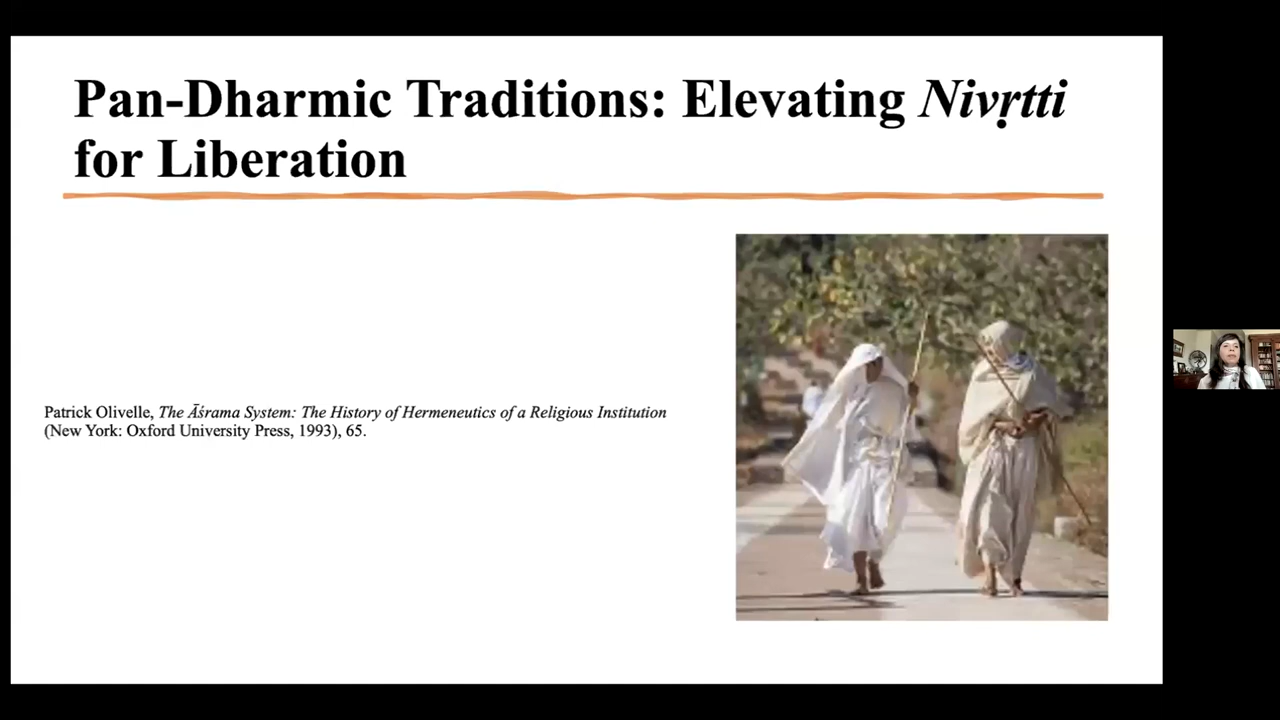 Pan-Dharmic Traditions: Elevating Nivṛtti
for Liberation
Patrick Olivelle, The Āśrama System: The History of Hermeneutics of a Religious Institution
(New York: Oxford University Press, 1993), 65.